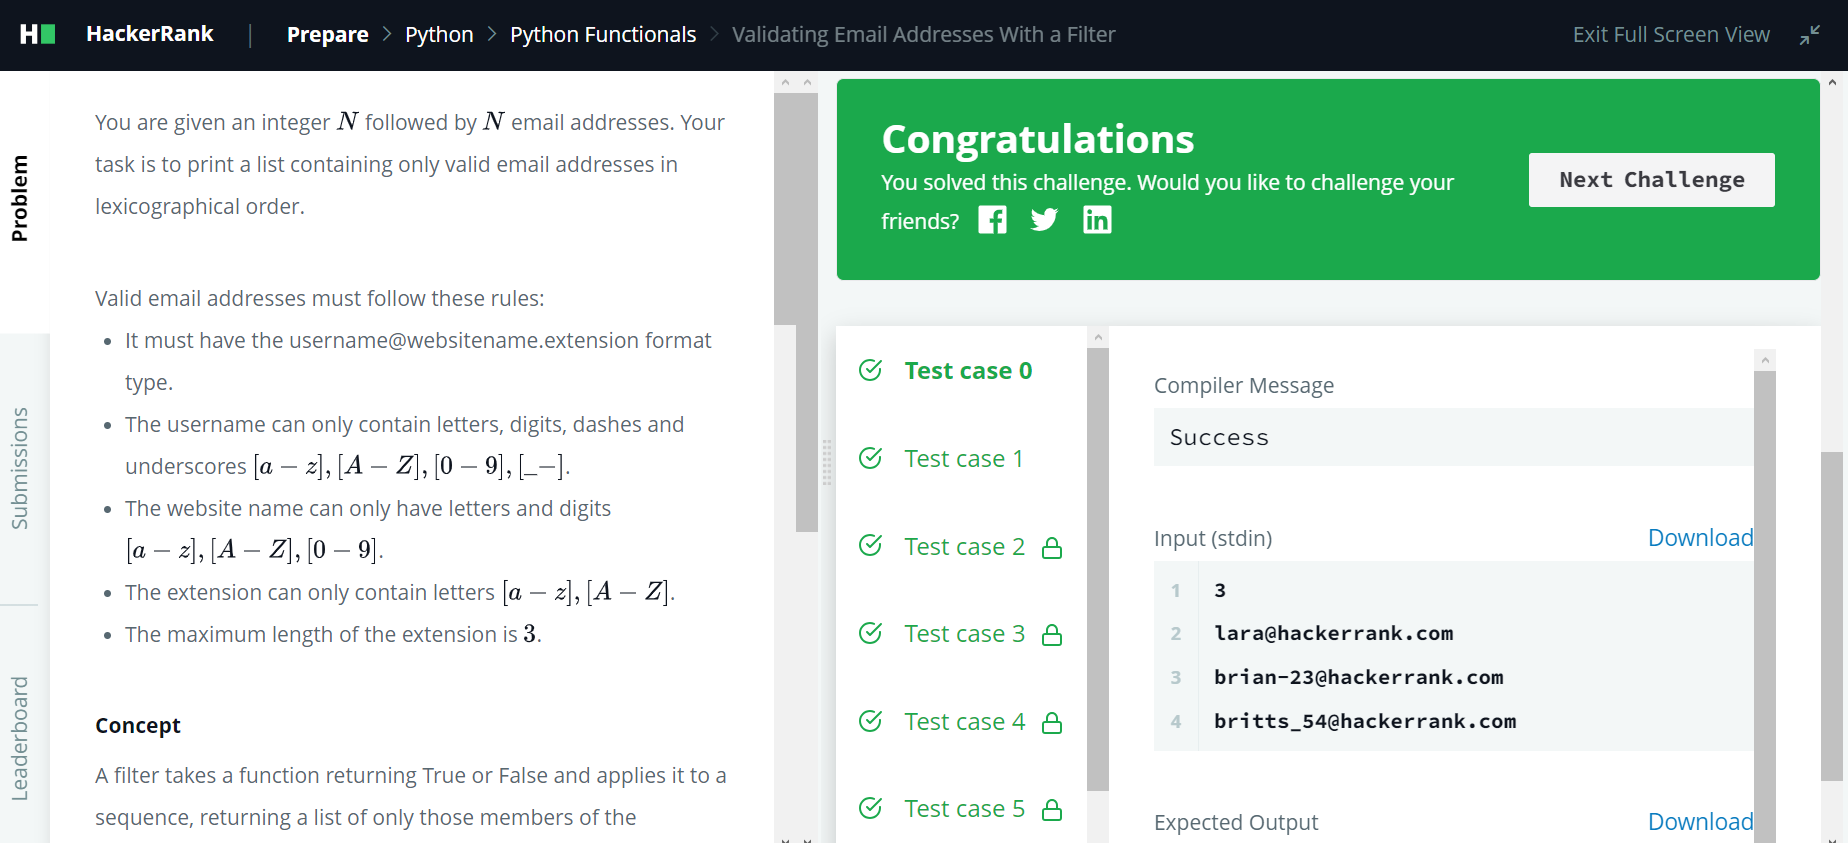 HackerRank | Prepare > Python > Python Functionals > Validating Email Addresses With a Filter Exit Full Screen View
Problem
Submissions
Leaderboard
You are given an integer N followed by N email addresses. Your
task is to print a list containing only valid email addresses in
lexicographical order.
Valid email addresses must follow these rules:
• It must have the username@websitename.extension format
type.
• The username can only contain letters, digits, dashes and
underscores [a − z], [A − Z], [0 − 9], [_−].
• The website name can only have letters and digits
[a − z], [A − Z], [0 − 9].
• The extension can only contain letters [a − z], [A − Z].
• The maximum length of the extension is 3.
Concept
A filter takes a function returning True or False and applies it to a
sequence, returning a list of only those members of the
Congratulations
You solved this challenge. Would you like to challenge your
friends?
Next Challenge
Test case 0
Test case 1
Test case 2
Test case 3
Test case 4
Test case 5
Compiler Message
Success
Input (stdin) Download
1 3
2 lara@hackerrank.com
3 brian-23@hackerrank.com
4 britts_54@hackerrank.com
Expected Output Download